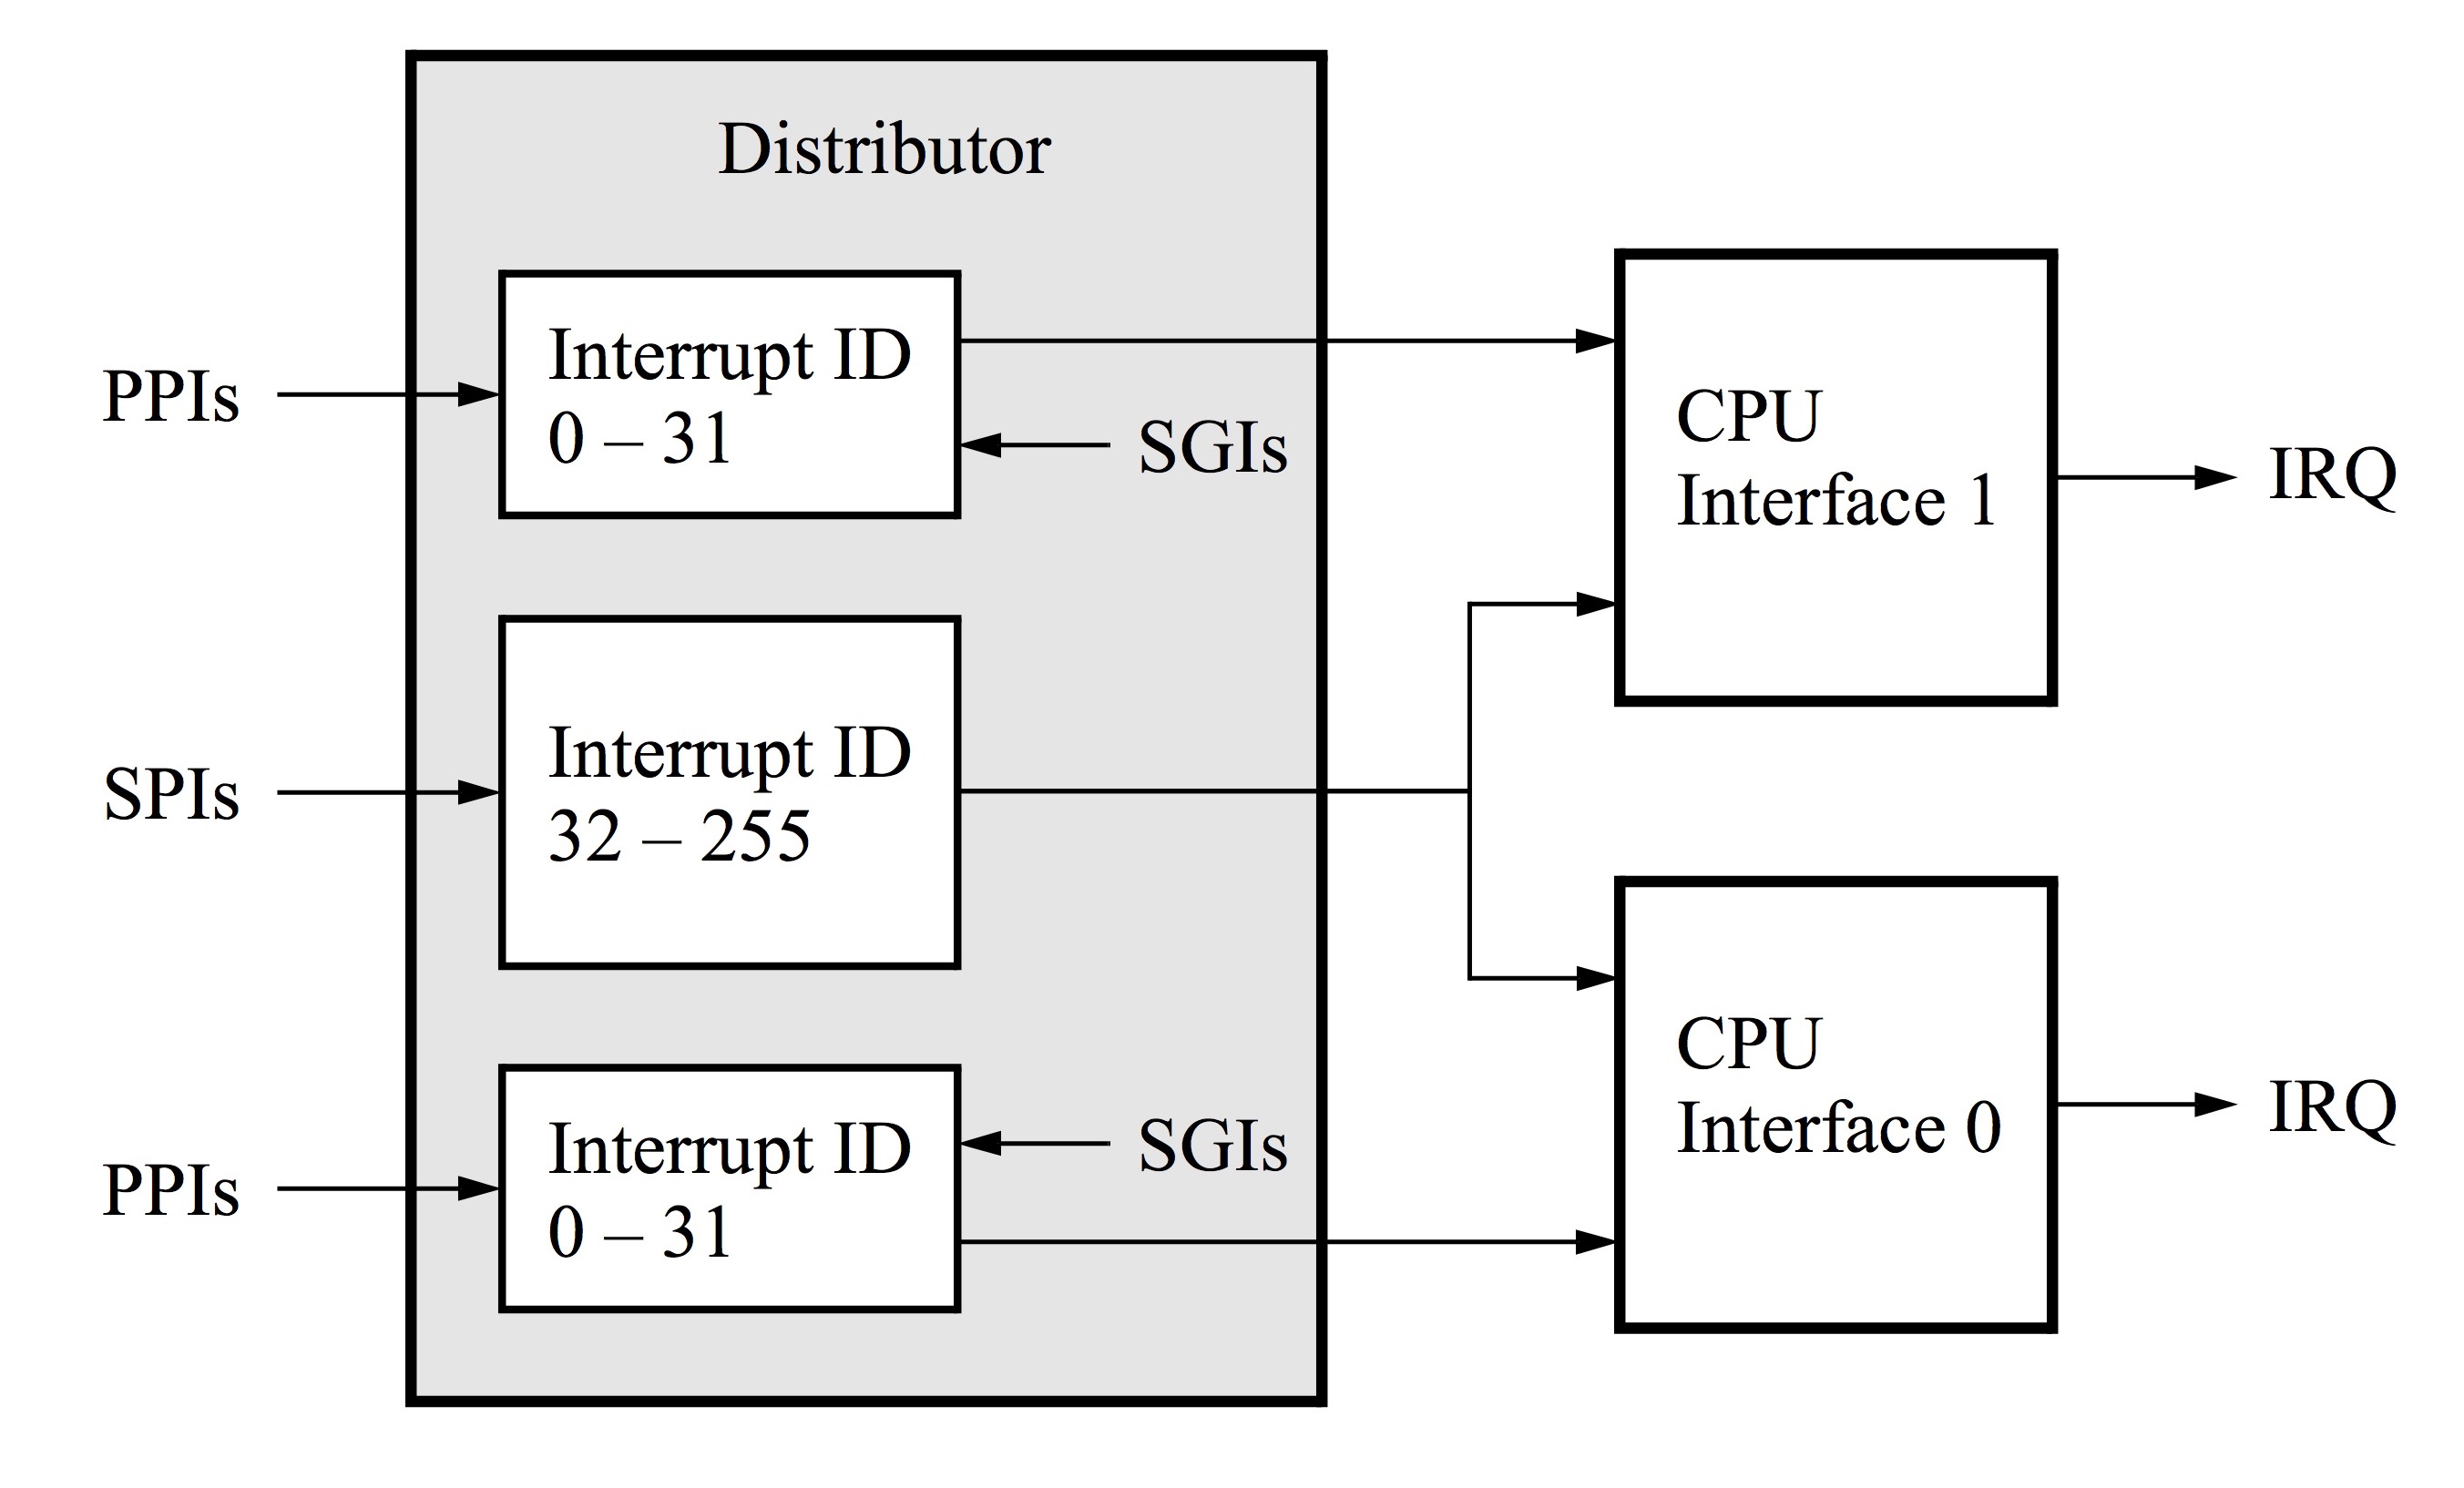 Distributor
PPIs
Interrupt ID
0 – 31
SGIs
CPU
Interface 1
IRQ
SPIs
Interrupt ID
32 – 255
PPIs
Interrupt ID
0 – 31
SGIs
CPU
Interface 0
IRQ